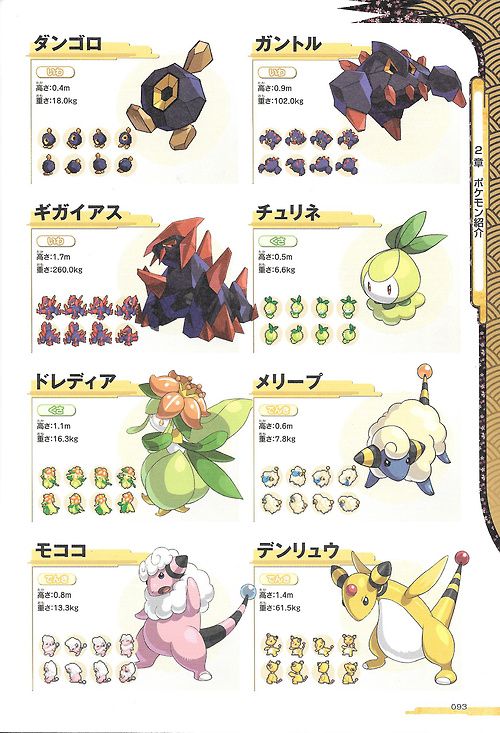 ダンゴロ
いわ
高さ:0.4m
重さ:18.0kg
ガントル
いわ
高さ:0.9m
重さ:102.0kg
ギガイアス
いわ
高さ:1.7m
重さ:260.0kg
チュリネ
くさ
高さ:0.5m
重さ:6.6kg
ドレディア
くさ
高さ:1.1m
重さ:16.3kg
メリープ
でんき
高さ:0.6m
重さ:7.8kg
モココ
でんき
高さ:0.8m
重さ:13.3kg
デンリュウ
でんき
高さ:1.4m
重さ:61.5kg
2章 ポケモン紹介
093